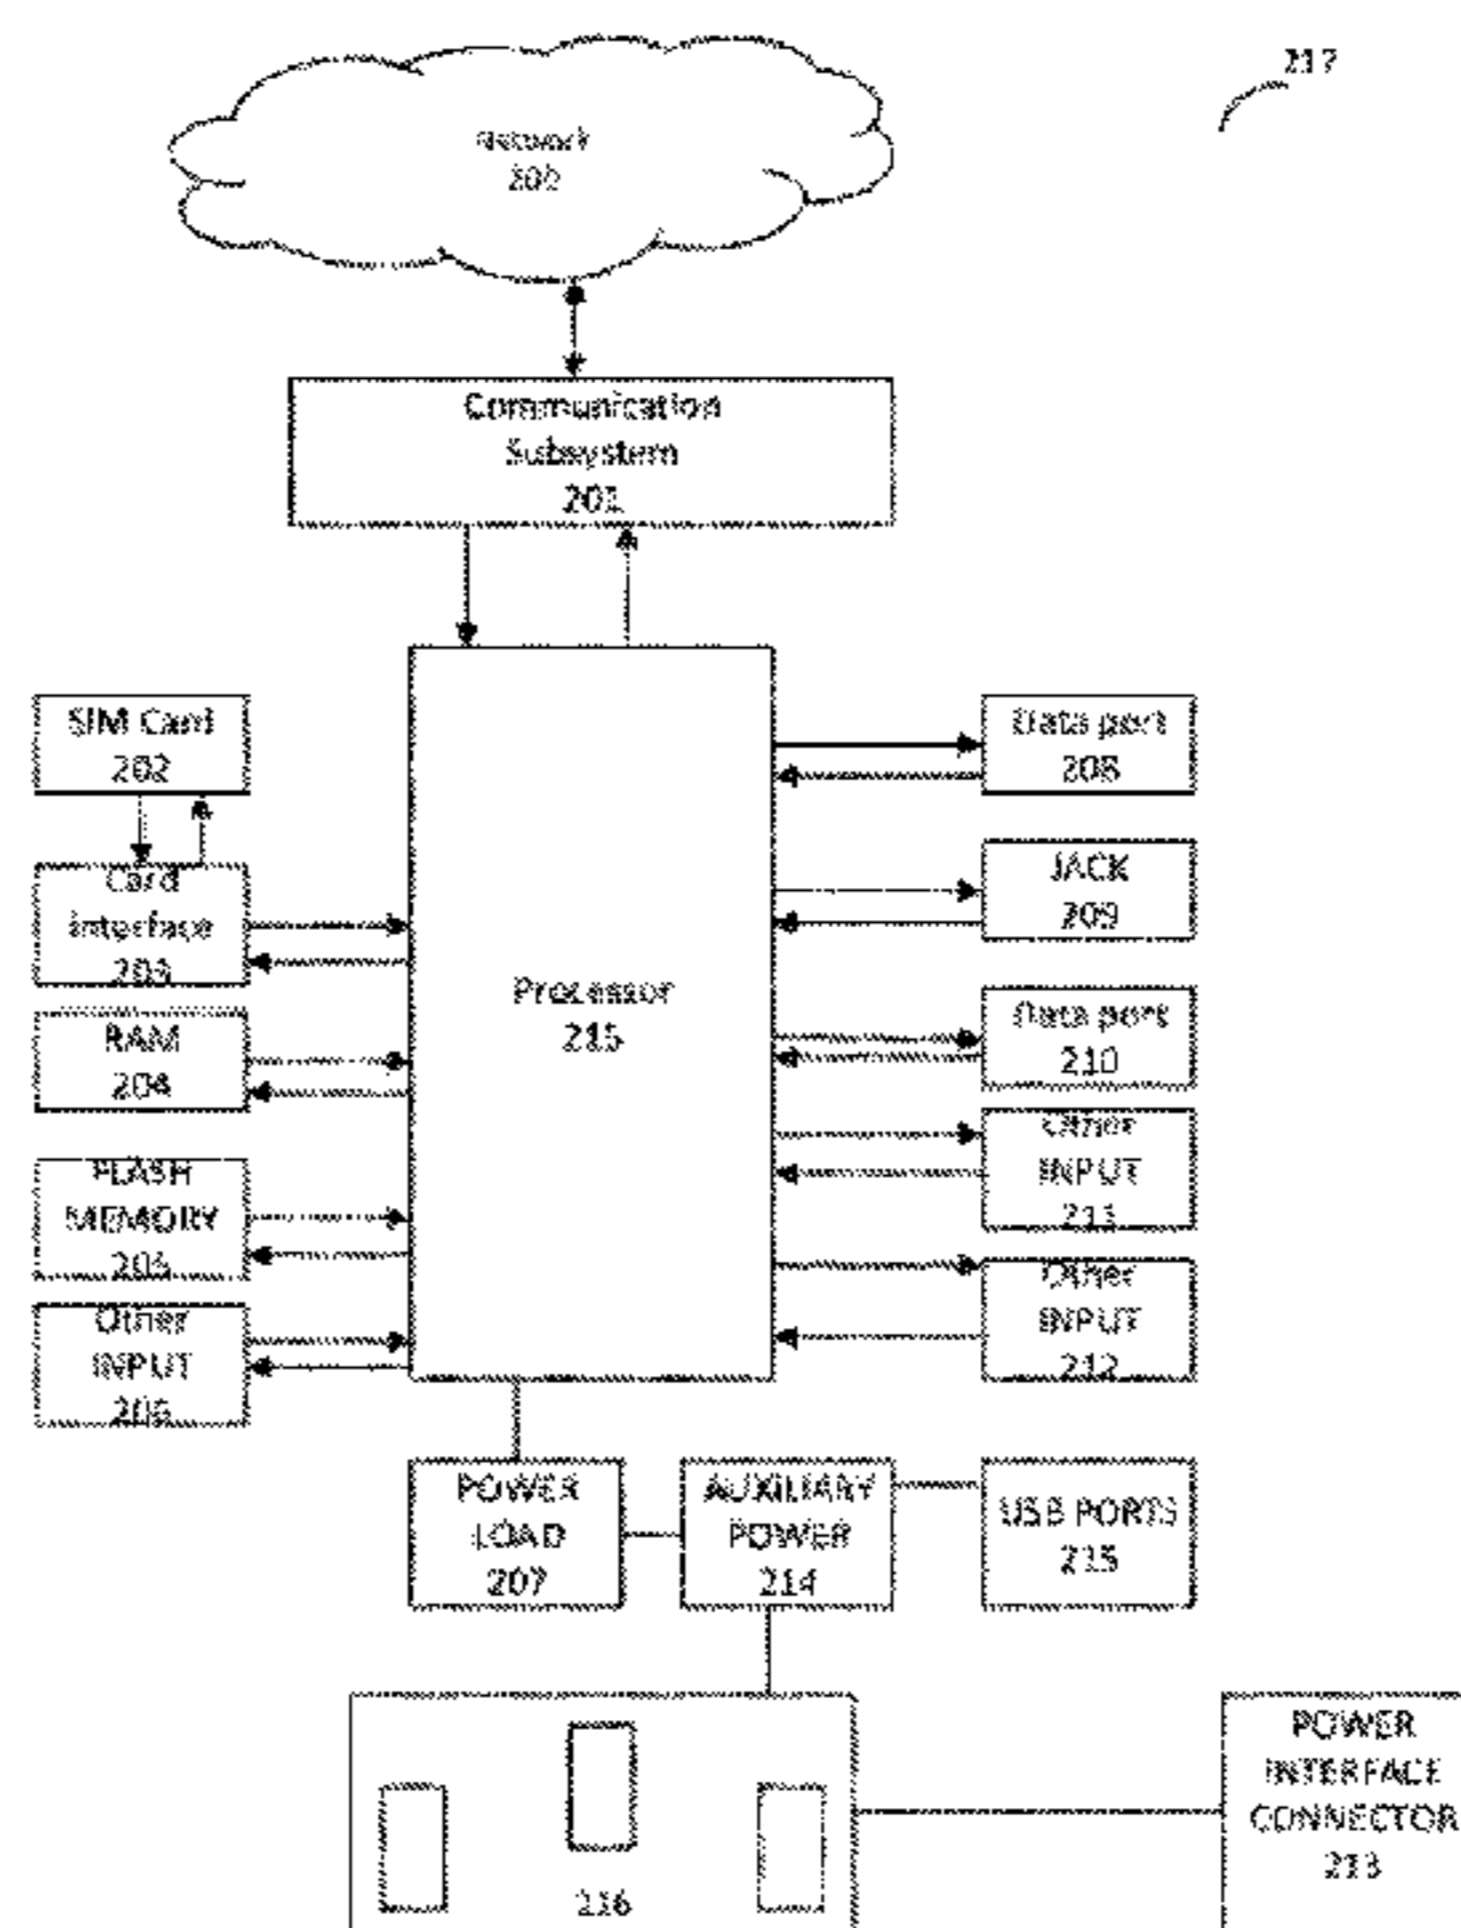 217
Network
200
Communication
Subsystem
201
SIM Card
202
Card
interface
203
RAM
204
FLASH
MEMORY
205
Other
INPUT
206
Processor
215
Data port
208
JACK
209
Data port
210
Other
INPUT
211
Other
INPUT
212
POWER
LOAD
207
AUXILIARY
POWER
214
USB PORTS
215
216
POWER
INTERFACE
CONNECTOR
213